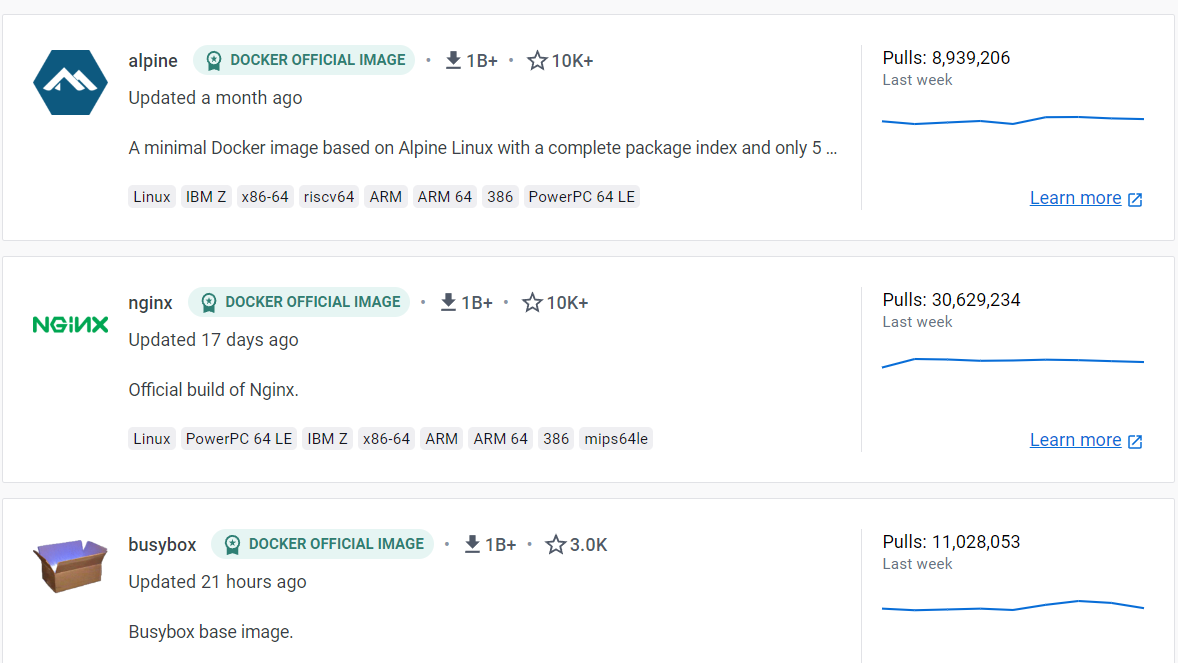 alpine DOCKER OFFICIAL IMAGE • 1B+ • 10K+
Updated a month ago
A minimal Docker image based on Alpine Linux with a complete package index and only 5 ...
Linux IBM Z x86-64 riscv64 ARM ARM 64 386 PowerPC 64 LE
Pulls: 8,939,206
Last week
Learn more
NGINX
nginx DOCKER OFFICIAL IMAGE • 1B+ • 10K+
Updated 17 days ago
Official build of Nginx.
Linux PowerPC 64 LE IBM Z x86-64 ARM ARM 64 386 mips64le
Pulls: 30,629,234
Last week
Learn more
busybox DOCKER OFFICIAL IMAGE • 1B+ • 3.0K
Updated 21 hours ago
Busybox base image.
Pulls: 11,028,053
Last week